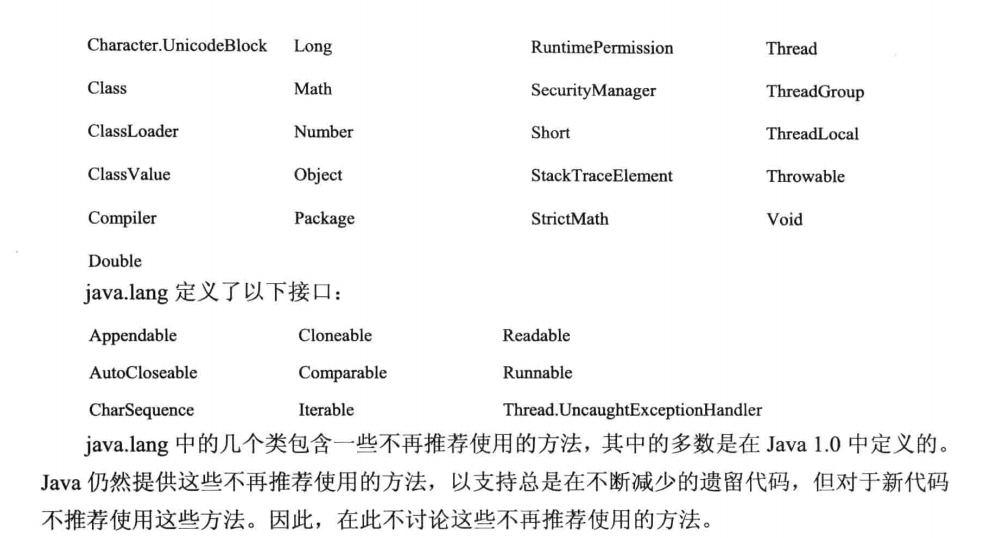 Character.UnicodeBlock Long RuntimePermission Thread
Class Math SecurityManager ThreadGroup
ClassLoader Number Short ThreadLocal
ClassValue Object StackTraceElement Throwable
Compiler Package StrictMath Void
Double
java.lang 定义了以下接口：
Appendable Cloneable Readable
AutoCloseable Comparable Runnable
CharSequence Iterable Thread.UncaughtExceptionHandler
java.lang 中的几个类包含一些不再推荐使用的方法，其中的多数是在 Java 1.0 中定义的。
Java 仍然提供这些不再推荐使用的方法，以支持总是在不断减少的遗留代码，但对于新代码
不推荐使用这些方法。因此，在此不讨论这些不再推荐使用的方法。